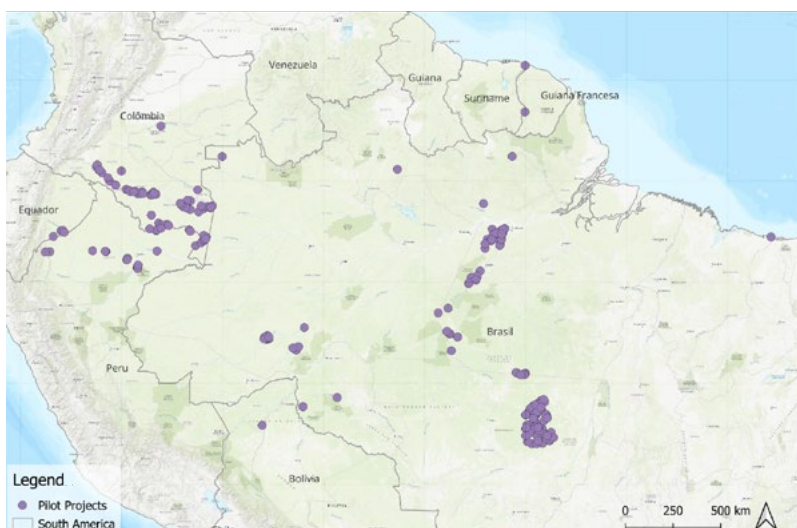 Venezuela
Guiana
Suriname
Guiana Francesa
Colômbia
Equador
Brasil
Peru
Bolivia
Legend
Pilot Projects
South America
0 250 500 km